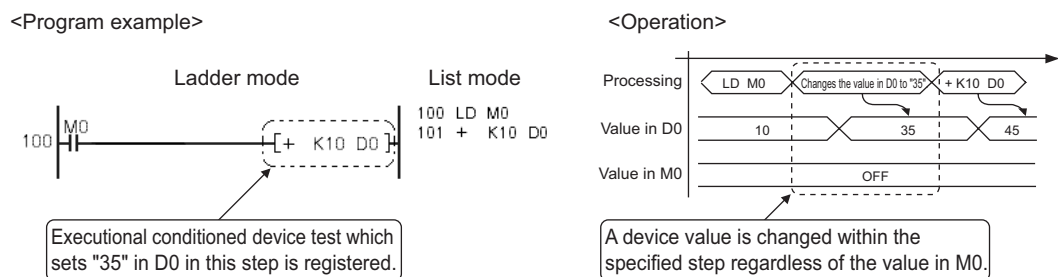 <Program example>
Ladder mode
List mode
100
M0
+ K10 D0
100 LD M0
101 + K10 D0
Executional conditioned device test which
sets "35" in D0 in this step is registered.
<Operation>
Processing
LD M0
Changes the value in D0 to "35"
+ K10 D0
Value in D0
10
35
45
Value in M0
OFF
A device value is changed within the
specified step regardless of the value in M0.